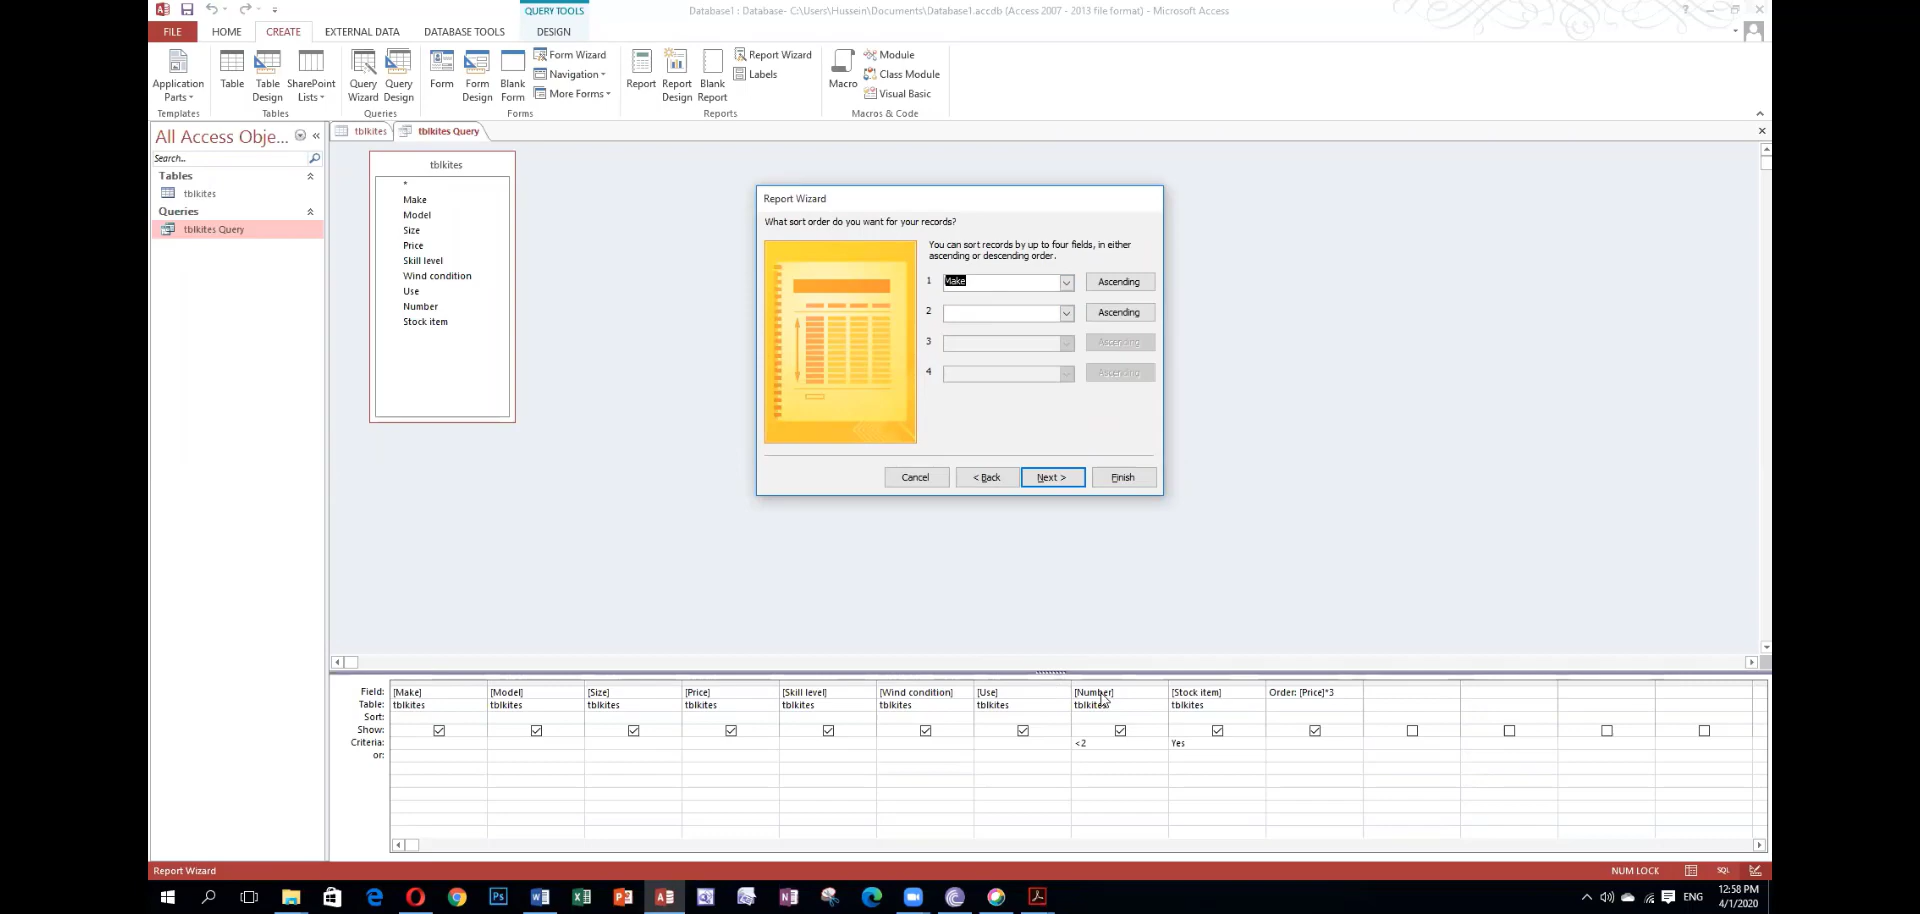 QUERY TOOLS
Database1 : Database- C:\Users\Hussein\Documents\Database1.accdb (Access 2007 - 2013 file format) - Microsoft Access
FILE HOME CREATE EXTERNAL DATA DATABASE TOOLS DESIGN
Application Parts
Table
Table Design
SharePoint Lists
Query Wizard
Query Design
Form
Form Design
Blank Form
Form Wizard
Navigation
More Forms
Report
Report Design
Blank Report
Report Wizard
Labels
Macro
Module
Class Module
Visual Basic
Templates Tables Queries Forms Reports Macros & Code
All Access Obje...
Search...
Tables
tblkites
Queries
tblkites Query
tblkites tblkites Query
tblkites
*
Make
Model
Size
Price
Skill level
Wind condition
Use
Number
Stock item
Report Wizard
What sort order do you want for your records?
You can sort records by up to four fields, in either
ascending or descending order.
1 Make Ascending
2 Ascending
3 Ascending
4 Ascending
Cancel < Back Next > Finish
Field: [Make] [Model] [Size] [Price] [Skill level] [Wind condition] [Use] [Number] [Stock item] Order: [Price]*3
Table: tblkites tblkites tblkites tblkites tblkites tblkites tblkites tblkites tblkites
Sort:
Show:
Criteria: <2 Yes
or:
Report Wizard NUM LOCK SQL
ENG
12:58 PM
4/1/2020